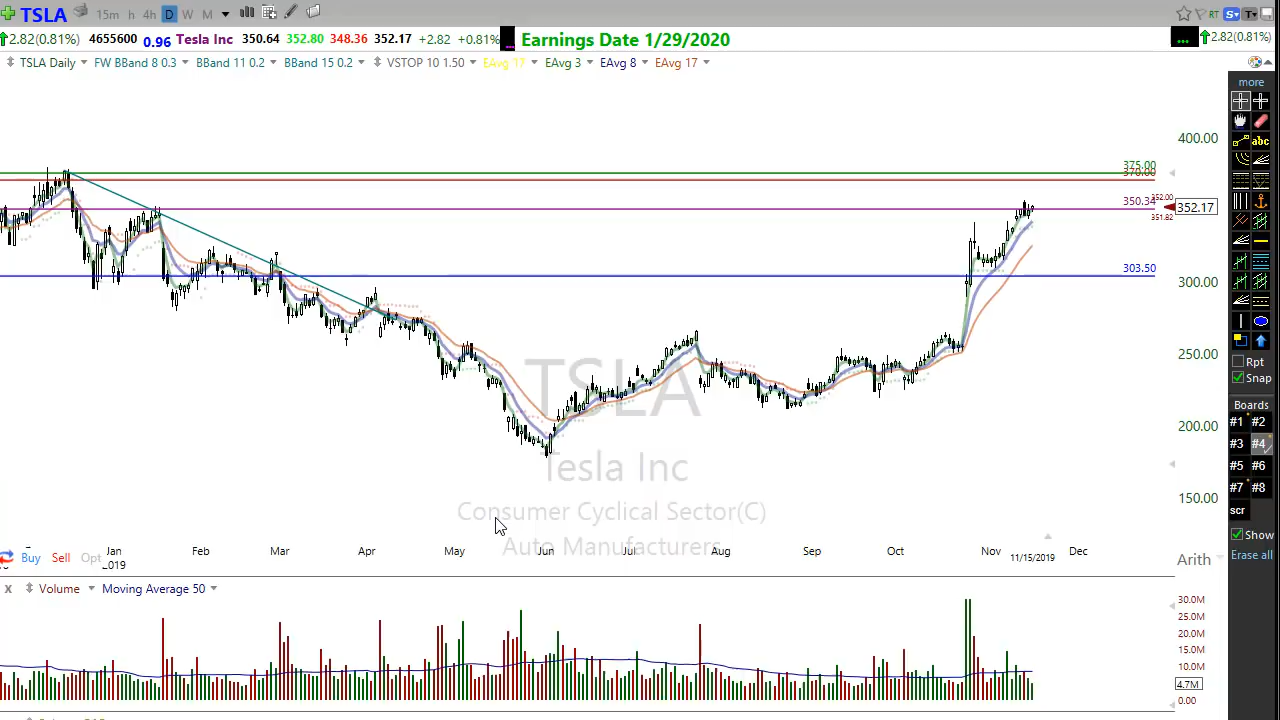 TSLA 15m h 4h D W M RT S T
2.82(0.81%) 4655600 0.96 Tesla Inc 350.64 352.80 348.36 352.17 +2.82 +0.81% ... Earnings Date 1/29/2020 ... 2.82(0.81%)
TSLA Daily FW BBand 8 0.3 BBand 11 0.2 BBand 15 0.2 VSTOP 10 1.50 EAvg 17 EAvg 3 EAvg 8 EAvg 17
more
abc
400.00
375.00
370.00
350.34 352.00
352.17
351.82
303.50
300.00
250.00
200.00
150.00
TSLA
Tesla Inc
Consumer Cyclical Sector(C)
Auto Manufacturers
Rpt
Snap
Boards
#1 #2
#3 #4
#5 #6
#7 #8
scr
Show
Erase all
Jan Feb Mar Apr May Jun Jul Aug Sep Oct Nov 11/15/2019 Dec
2019
Buy Sell Opt
Arith
X Volume Moving Average 50
30.0M
25.0M
20.0M
15.0M
10.0M
4.7M
0.00